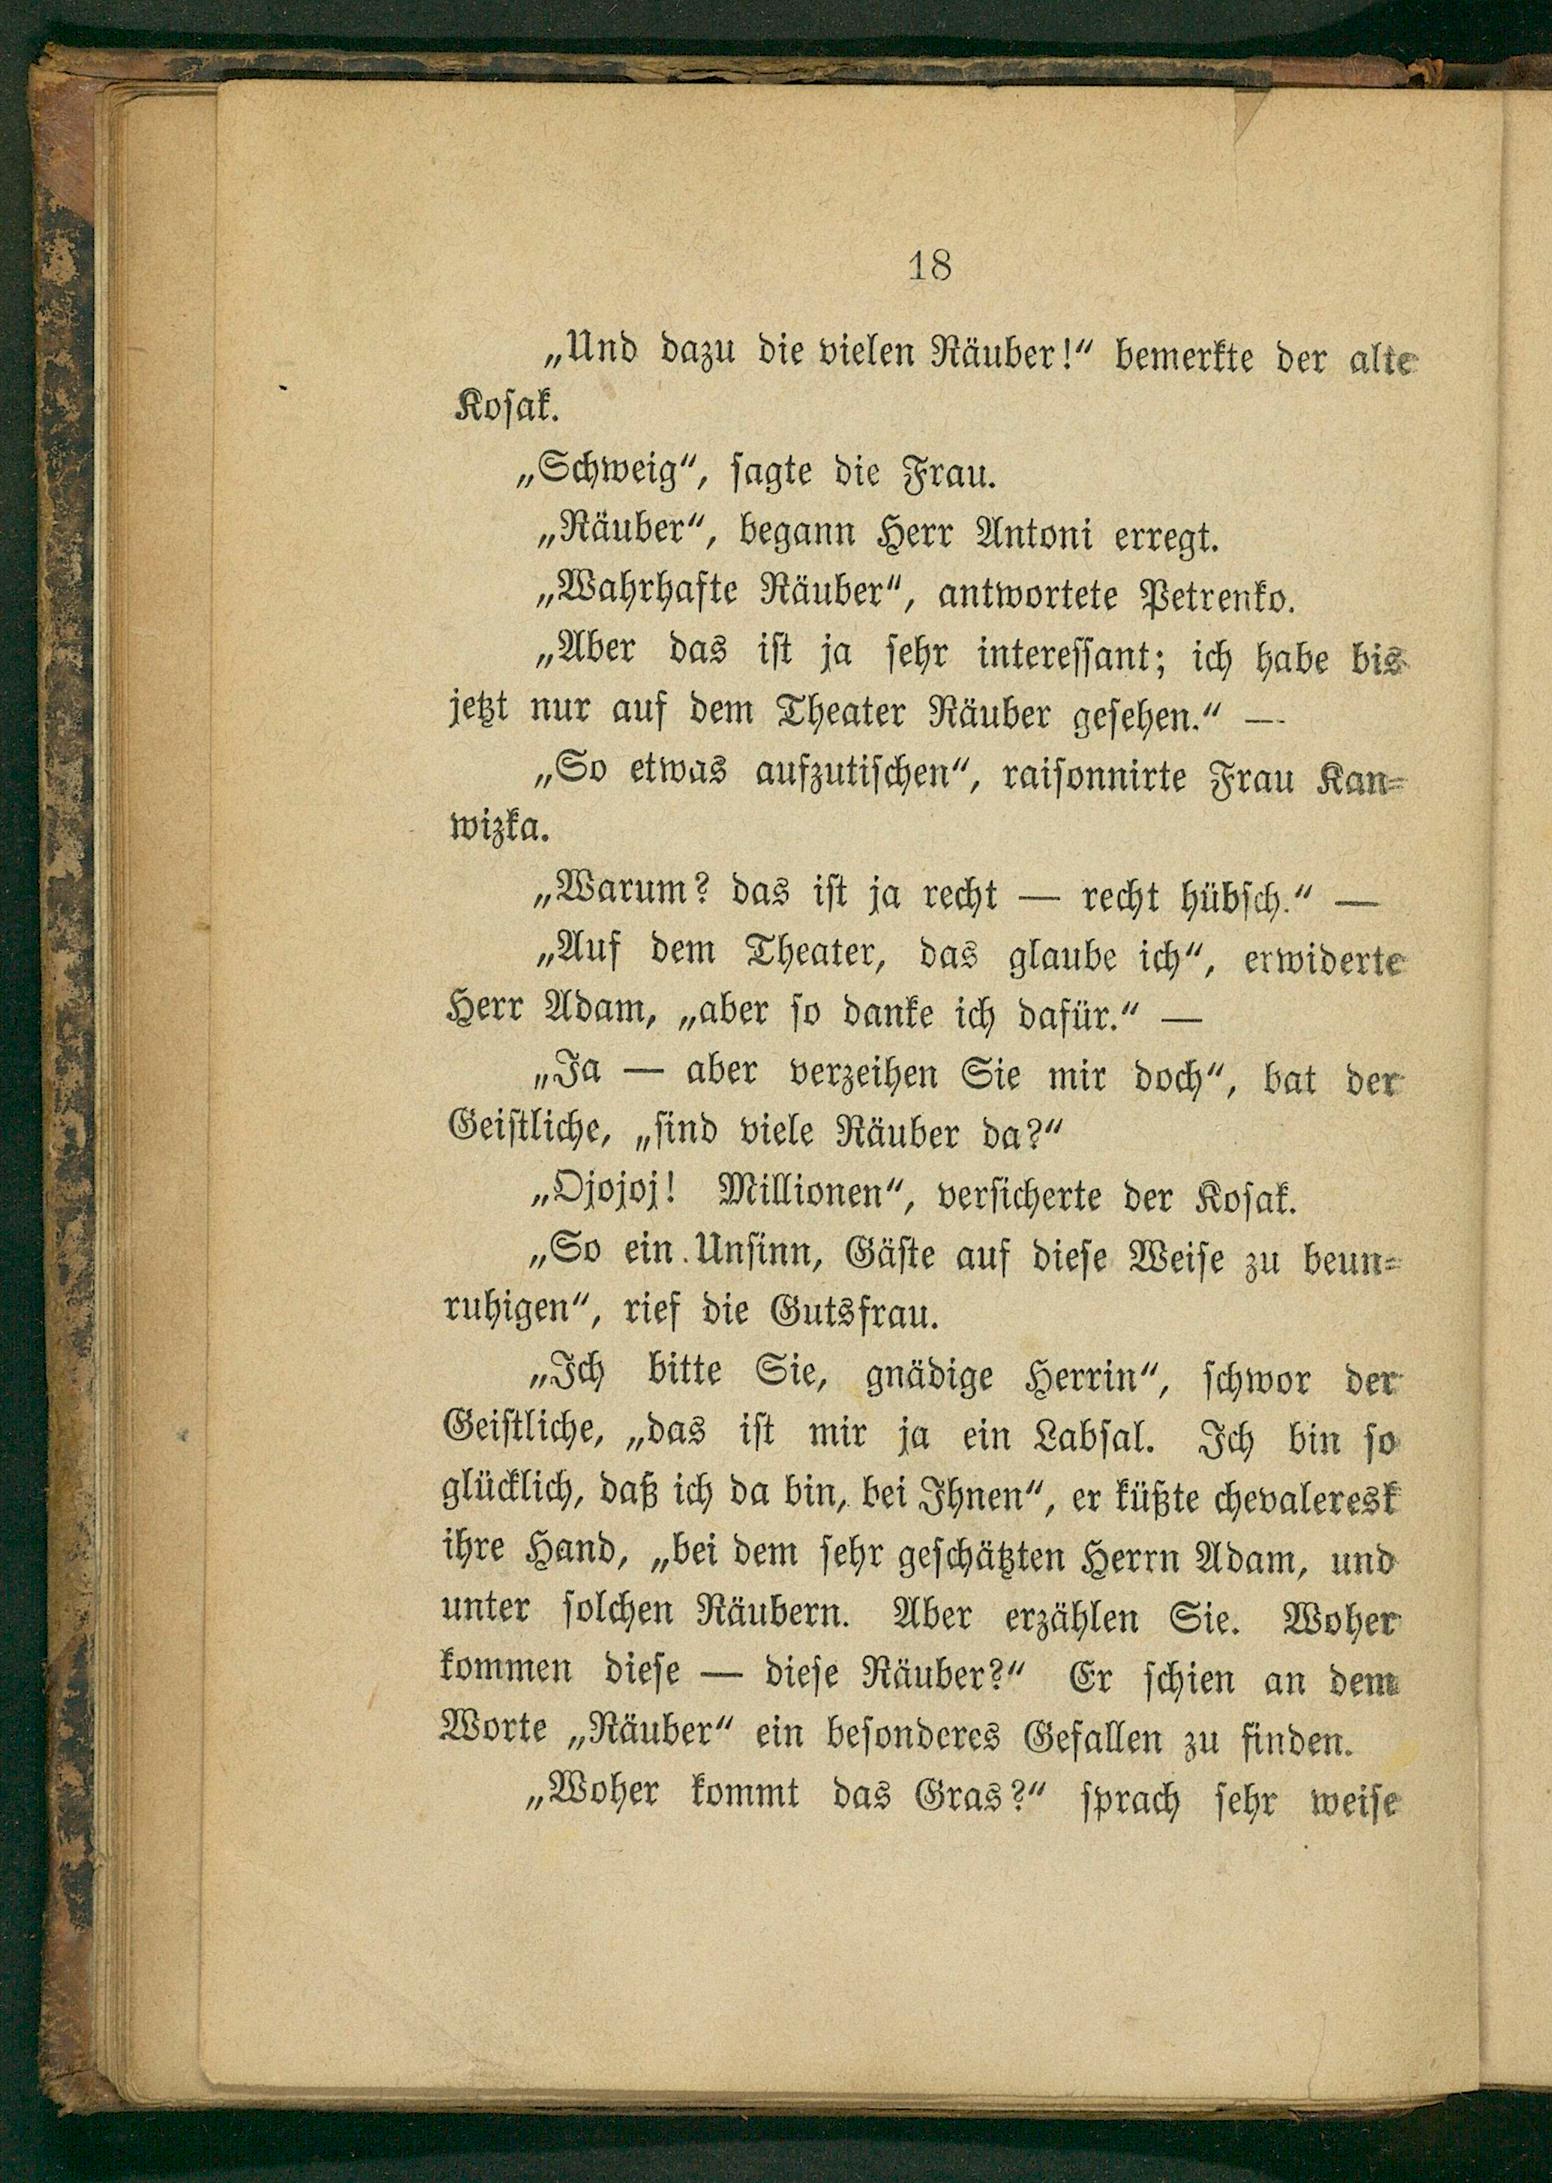 18
„Und dazu die vielen Räuber!“ bemerkte der alte
Kosak.
„Schweig“, sagte die Frau.
„Räuber“, begann Herr Antoni erregt.
„Wahrhafte Räuber“, antwortete Petrenko.
„Aber das ist ja sehr interessant; ich habe bis
jetzt nur auf dem Theater Räuber gesehen.“ —
„So etwas aufzutischen“, raisonnirte Frau Kan-
wizka.
„Warum? das ist ja recht — recht hübsch.“ —
„Auf dem Theater, das glaube ich“, erwiderte
Herr Adam, „aber so danke ich dafür.“ —
„Ja — aber verzeihen Sie mir doch“, bat der
Geistliche, „sind viele Räuber da?“
„Ojojoj! Millionen“, versicherte der Kosak.
„So ein Unsinn, Gäste auf diese Weise zu beun-
ruhigen“, rief die Gutsfrau.
„Ich bitte Sie, gnädige Herrin“, schwor der
Geistliche, „das ist mir ja ein Labsal. Ich bin so
glücklich, daß ich da bin, bei Ihnen“, er küßte chevaleresk
ihre Hand, „bei dem sehr geschätzten Herrn Adam, und
unter solchen Räubern. Aber erzählen Sie. Woher
kommen diese — diese Räuber?“ Er schien an dem
Worte „Räuber“ ein besonderes Gefallen zu finden.
„Woher kommt das Gras?“ sprach sehr weise